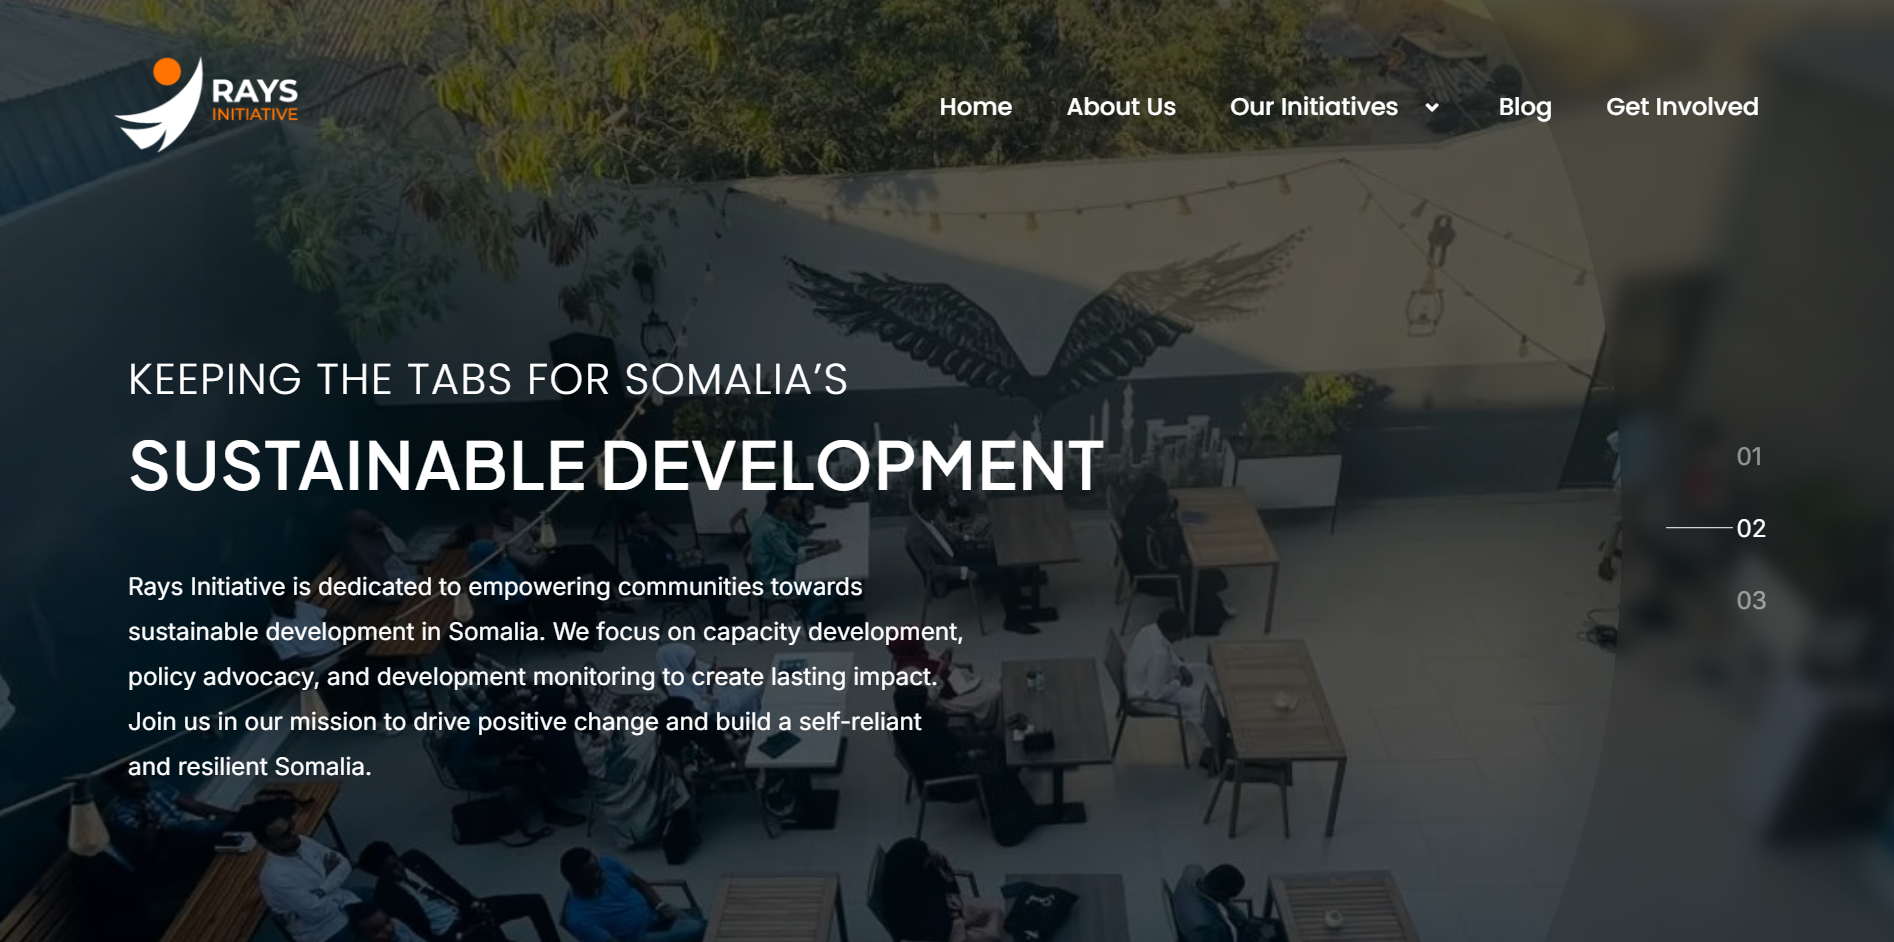 RAYS
INITIATIVE
Home
About Us
Our Initiatives
Blog
Get Involved
KEEPING THE TABS FOR SOMALIA’S
SUSTAINABLE DEVELOPMENT
Rays Initiative is dedicated to empowering communities towards
sustainable development in Somalia. We focus on capacity development,
policy advocacy, and development monitoring to create lasting impact.
Join us in our mission to drive positive change and build a self-reliant
and resilient Somalia.
01
02
03